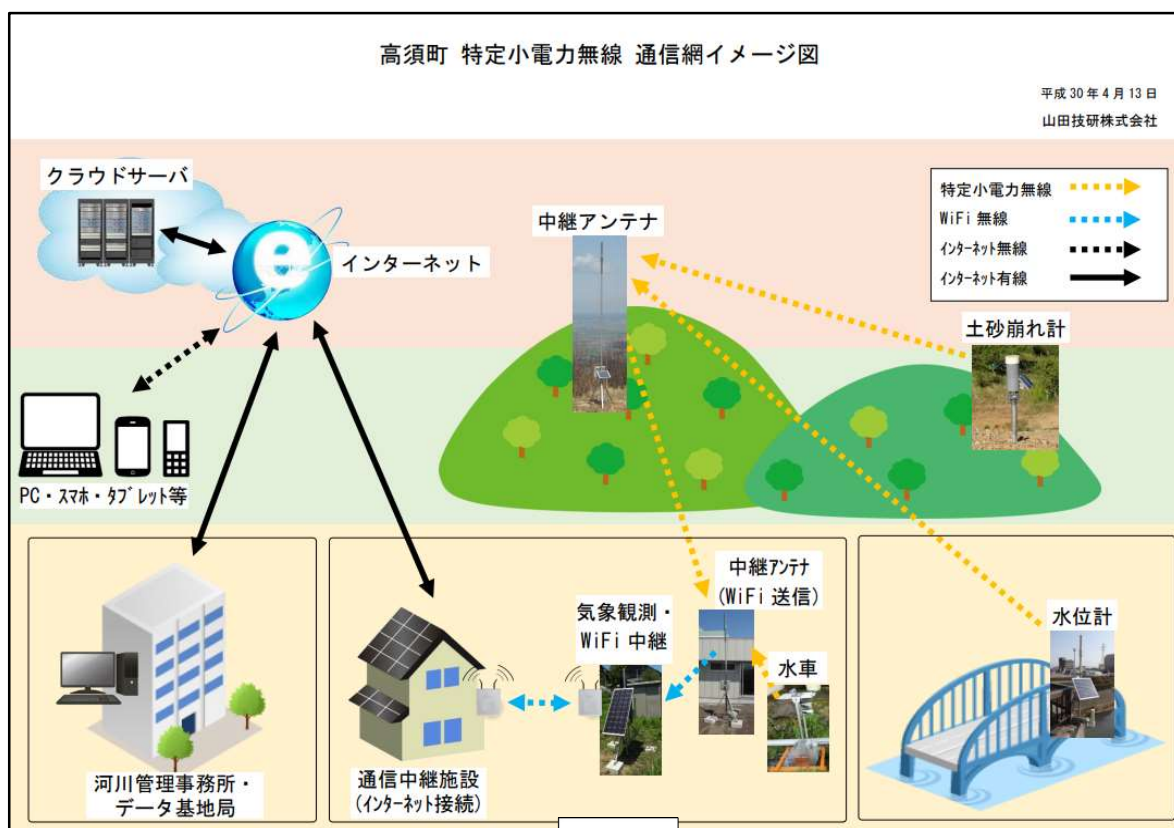 高須町 特定小電力無線 通信網イメージ図
平成30年4月13日
山田技研株式会社
クラウドサーバ
インターネット
中継アンテナ
特定小電力無線
WiFi 無線
インターネット無線
インターネット有線
土砂崩れ計
PC・スマホ・タブレット等
中継アンテナ
(WiFi 送信)
気象観測・
WiFi 中継
水車
水位計
河川管理事務所・
データ基地局
通信中継施設
(インターネット接続)